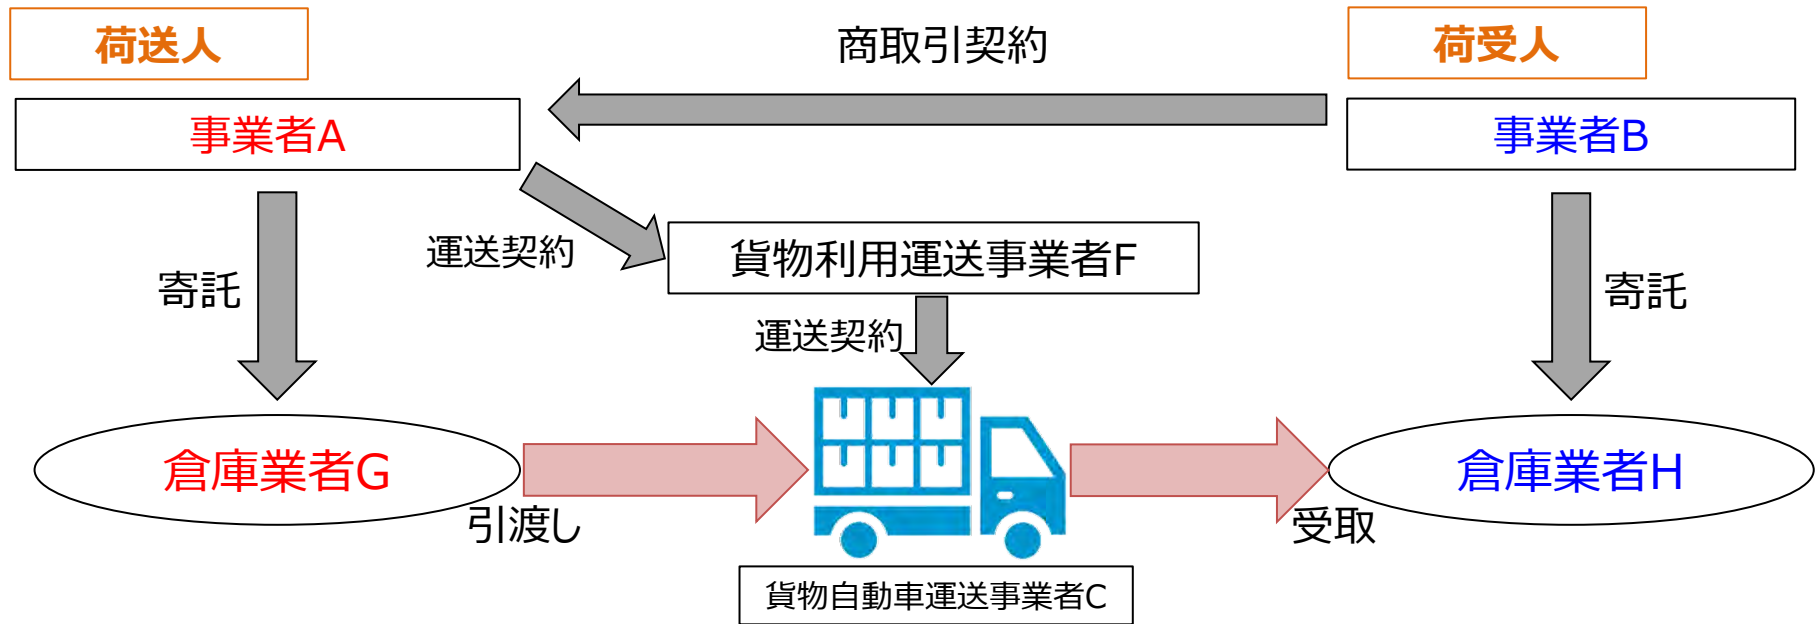 荷送人
商取引契約
荷受人
事業者A
事業者B
運送契約
貨物利用運送事業者F
寄託
寄託
運送契約
倉庫業者G
倉庫業者H
引渡し
受取
貨物自動車運送事業者C